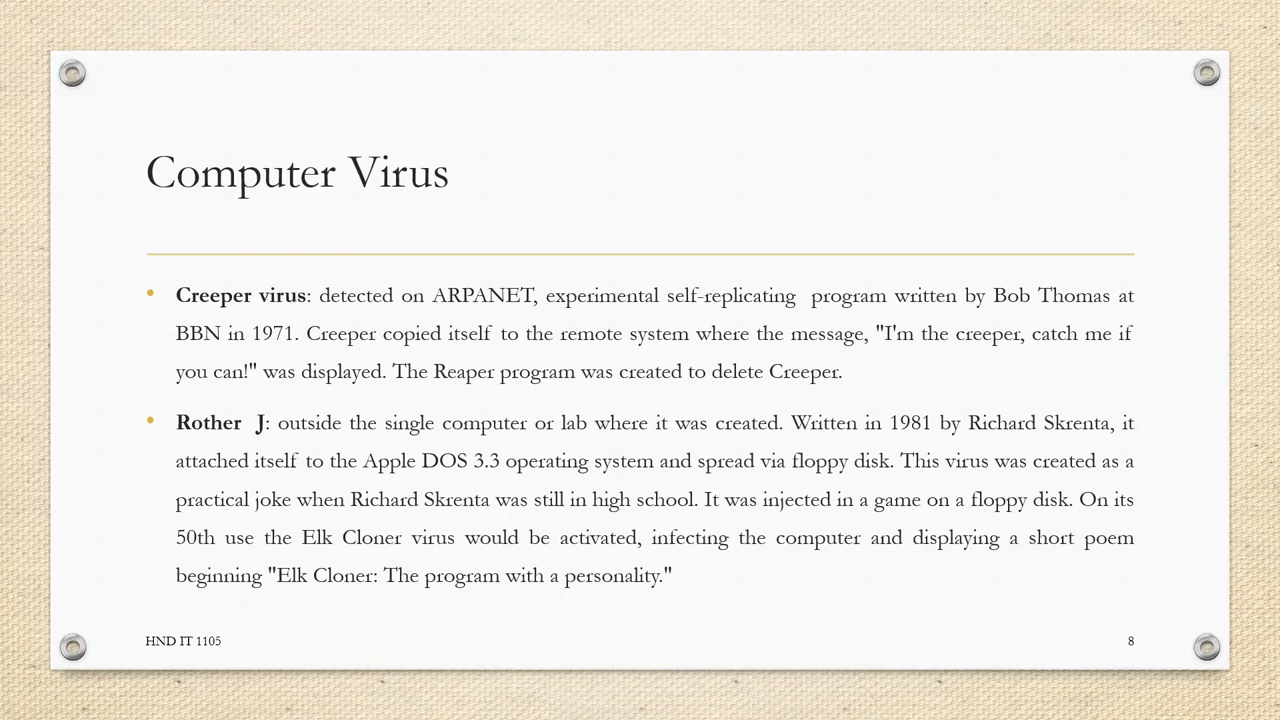 Computer Virus
• Creeper virus: detected on ARPANET, experimental self-replicating program written by Bob Thomas at
BBN in 1971. Creeper copied itself to the remote system where the message, "I'm the creeper, catch me if
you can!" was displayed. The Reaper program was created to delete Creeper.
• Rother J: outside the single computer or lab where it was created. Written in 1981 by Richard Skrenta, it
attached itself to the Apple DOS 3.3 operating system and spread via floppy disk. This virus was created as a
practical joke when Richard Skrenta was still in high school. It was injected in a game on a floppy disk. On its
50th use the Elk Cloner virus would be activated, infecting the computer and displaying a short poem
beginning "Elk Cloner: The program with a personality."
HND IT 1105
8